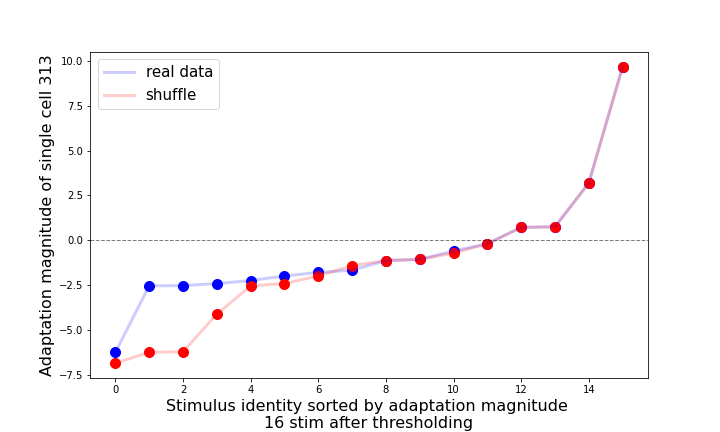 10.0
7.5
5.0
2.5
0.0
−2.5
−5.0
−7.5
Adaptation magnitude of single cell 313
real data
shuffle
0 2 4 6 8 10 12 14
Stimulus identity sorted by adaptation magnitude
16 stim after thresholding